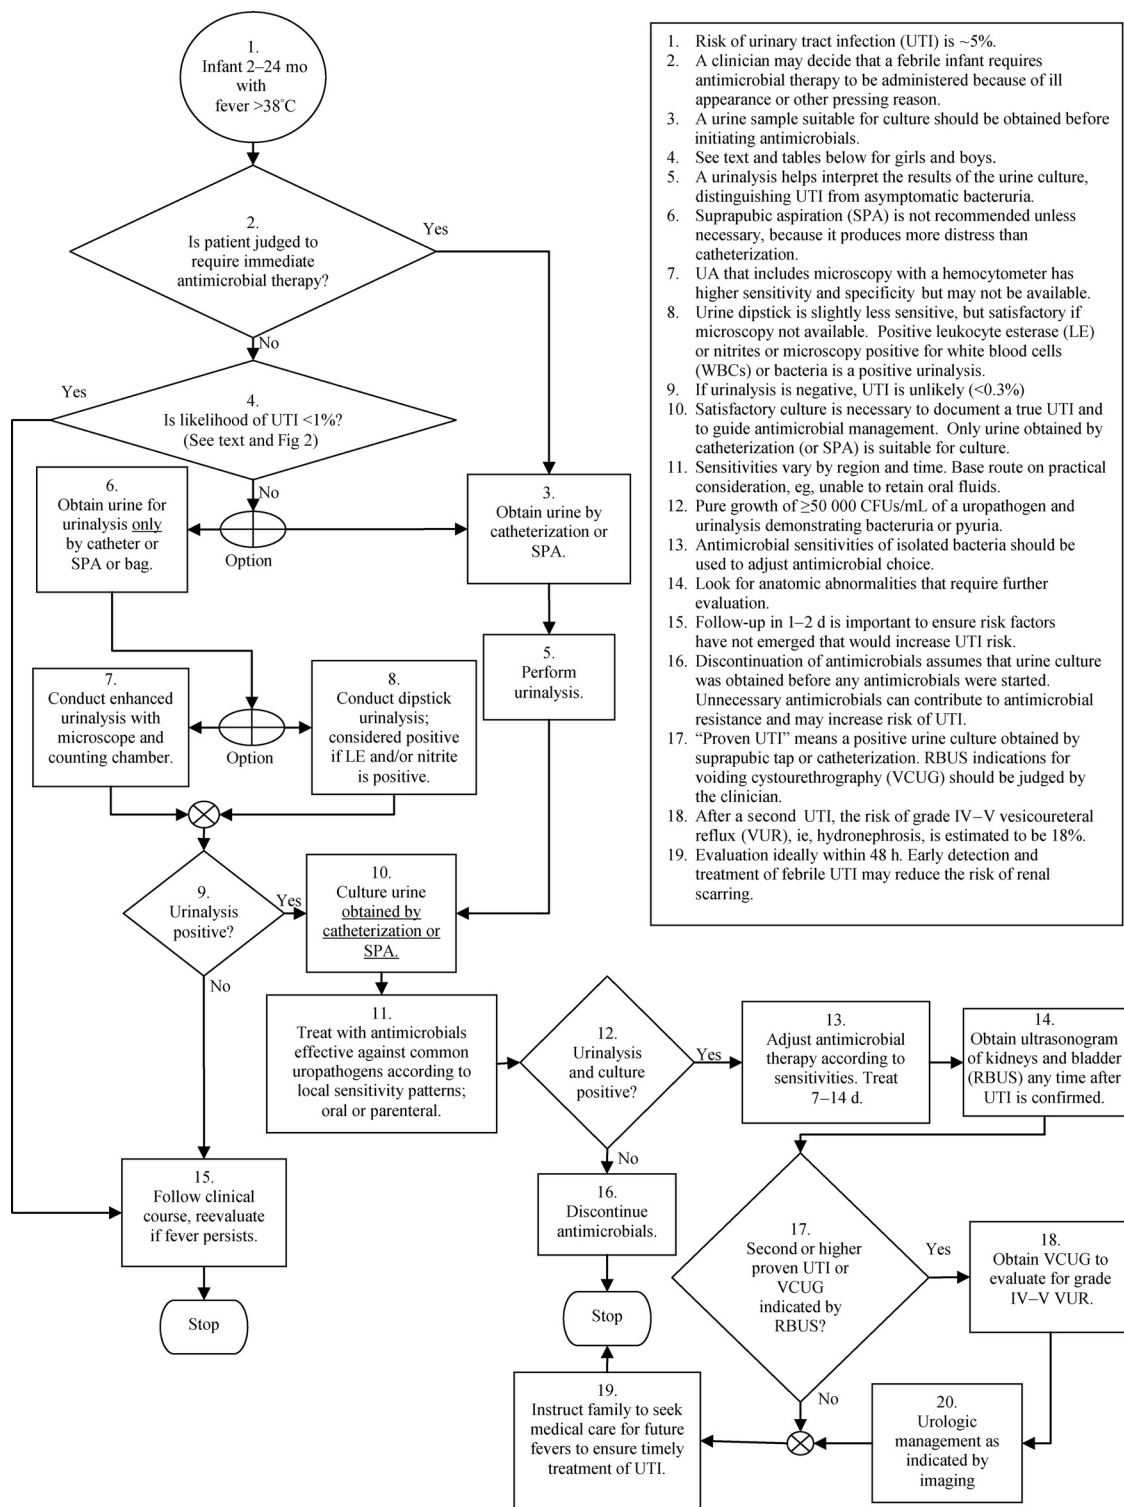 1.
Infant 2–24 mo
with
fever >38°C
2.
Is patient judged to
require immediate
antimicrobial therapy?
Yes
No
Yes
4.
Is likelihood of UTI <1%?
(See text and Fig 2)
No
6.
Obtain urine for
urinalysis only
by catheter or
SPA or bag.
Option
3.
Obtain urine by
catheterization or
SPA.
5.
Perform
urinalysis.
7.
Conduct enhanced
urinalysis with
microscope and
counting chamber.
Option
8.
Conduct dipstick
urinalysis;
considered positive
if LE and/or nitrite
is positive.
9.
Urinalysis
positive?
Yes
No
10.
Culture urine
obtained by
catheterization or
SPA.
11.
Treat with antimicrobials
effective against common
uropathogens according to
local sensitivity patterns;
oral or parenteral.
12.
Urinalysis
and culture
positive?
Yes
No
13.
Adjust antimicrobial
therapy according to
sensitivities. Treat
7–14 d.
14.
Obtain ultrasonogram
of kidneys and bladder
(RBUS) any time after
UTI is confirmed.
15.
Follow clinical
course, reevaluate
if fever persists.
Stop
16.
Discontinue
antimicrobials.
Stop
17.
Second or higher
proven UTI or
VCUG
indicated by
RBUS?
Yes
No
18.
Obtain VCUG to
evaluate for grade
IV–V VUR.
19.
Instruct family to seek
medical care for future
fevers to ensure timely
treatment of UTI.
20.
Urologic
management as
indicated by
imaging
1. Risk of urinary tract infection (UTI) is ~5%.
2. A clinician may decide that a febrile infant requires
antimicrobial therapy to be administered because of ill
appearance or other pressing reason.
3. A urine sample suitable for culture should be obtained before
initiating antimicrobials.
4. See text and tables below for girls and boys.
5. A urinalysis helps interpret the results of the urine culture,
distinguishing UTI from asymptomatic bacteruria.
6. Suprapubic aspiration (SPA) is not recommended unless
necessary, because it produces more distress than
catheterization.
7. UA that includes microscopy with a hemocytometer has
higher sensitivity and specificity but may not be available.
8. Urine dipstick is slightly less sensitive, but satisfactory if
microscopy not available. Positive leukocyte esterase (LE)
or nitrites or microscopy positive for white blood cells
(WBCs) or bacteria is a positive urinalysis.
9. If urinalysis is negative, UTI is unlikely (<0.3%)
10. Satisfactory culture is necessary to document a true UTI and
to guide antimicrobial management. Only urine obtained by
catheterization (or SPA) is suitable for culture.
11. Sensitivities vary by region and time. Base route on practical
consideration, eg, unable to retain oral fluids.
12. Pure growth of ≥50 000 CFUs/mL of a uropathogen and
urinalysis demonstrating bacteruria or pyuria.
13. Antimicrobial sensitivities of isolated bacteria should be
used to adjust antimicrobial choice.
14. Look for anatomic abnormalities that require further
evaluation.
15. Follow-up in 1–2 d is important to ensure risk factors
have not emerged that would increase UTI risk.
16. Discontinuation of antimicrobials assumes that urine culture
was obtained before any antimicrobials were started.
Unnecessary antimicrobials can contribute to antimicrobial
resistance and may increase risk of UTI.
17. “Proven UTI” means a positive urine culture obtained by
suprapubic tap or catheterization. RBUS indications for
voiding cystourethrography (VCUG) should be judged by
the clinician.
18. After a second UTI, the risk of grade IV–V vesicoureteral
reflux (VUR), ie, hydronephrosis, is estimated to be 18%.
19. Evaluation ideally within 48 h. Early detection and
treatment of febrile UTI may reduce the risk of renal
scarring.